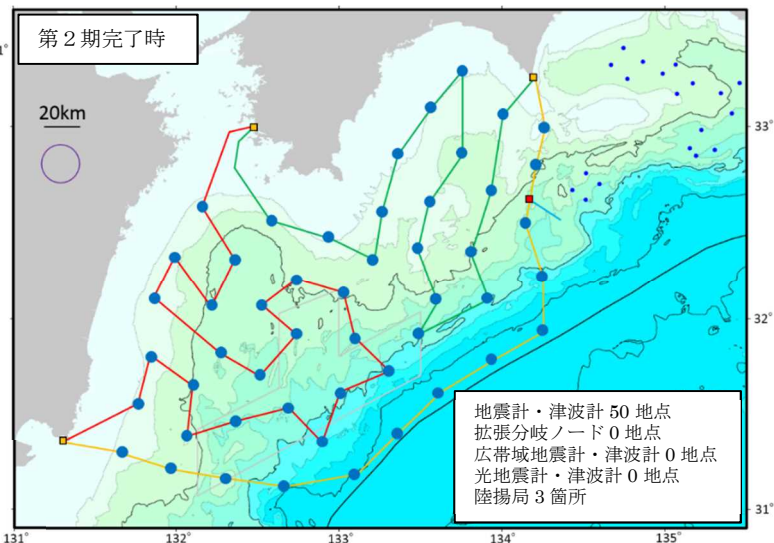 第2期完了時
20km
1°
33°
32°
31°
131°
132°
133°
134°
135°
地震計・津波計 50 地点
拡張分岐ノード 0 地点
広帯域地震計・津波計 0 地点
光地震計・津波計 0 地点
陸揚局 3 箇所